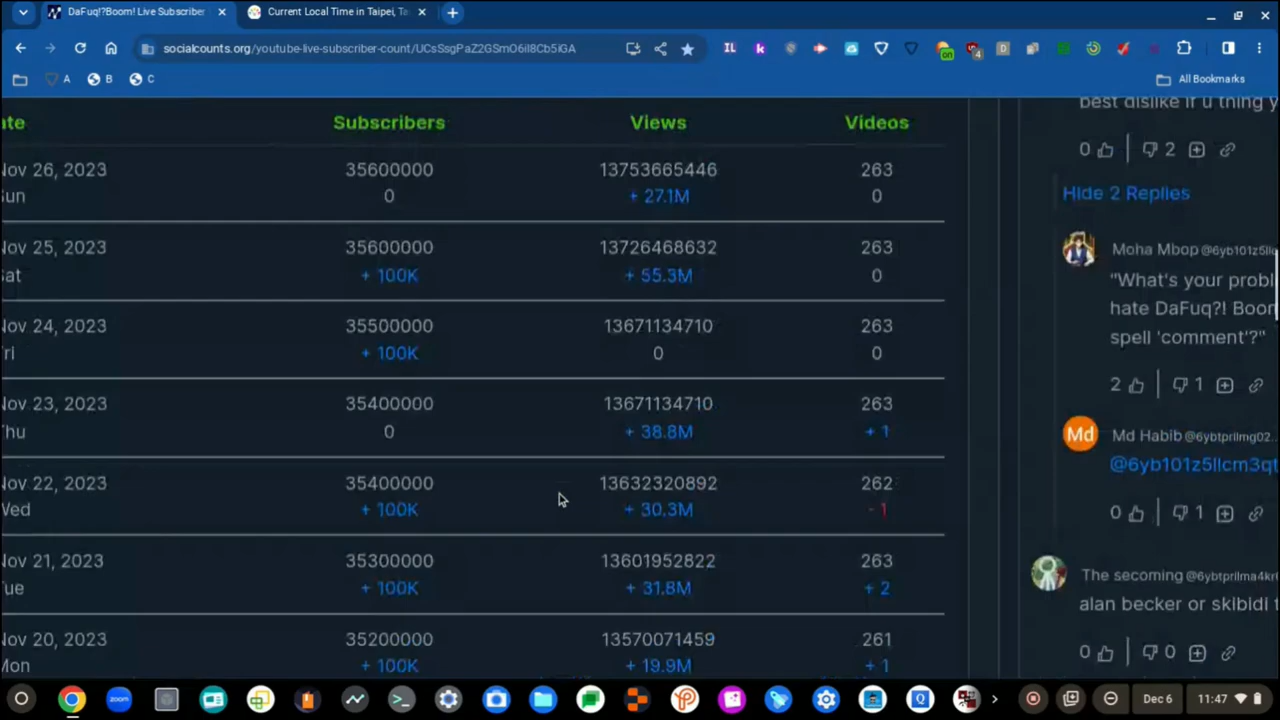 DaFuq!?Boom! Live Subscriber
Current Local Time in Taipei, Ta
socialcounts.org/youtube-live-subscriber-count/UCsSsgPaZ2GSmO6il8Cb5iGA
IL
k
on
4
D
A
B
C
All Bookmarks
ate Subscribers Views Videos
Nov 26, 2023 35600000 13753665446 263
Sun 0 + 27.1M 0
Nov 25, 2023 35600000 13726468632 263
Sat + 100K + 55.3M 0
Nov 24, 2023 35500000 13671134710 263
Fri + 100K 0 0
Nov 23, 2023 35400000 13671134710 263
Thu 0 + 38.8M + 1
Nov 22, 2023 35400000 13632320892 262
Wed + 100K + 30.3M - 1
Nov 21, 2023 35300000 13601952822 263
Tue + 100K + 31.8M + 2
Nov 20, 2023 35200000 13570071459 261
Mon + 100K + 19.9M + 1
best dislike if u thing y
0 2
Hide 2 Replies
Moha Mbop @6yb101z5llc
"What's your probl
hate DaFuq?! Boom
spell 'comment'?"
2 1
Md
Md Habib @6ybtprilmg02...
@6yb101z5llcm3qt
0 1
The secoming @6ybtprilma4kr
alan becker or skibidi t
0 0
zoom
Q
Dec 6
11:47